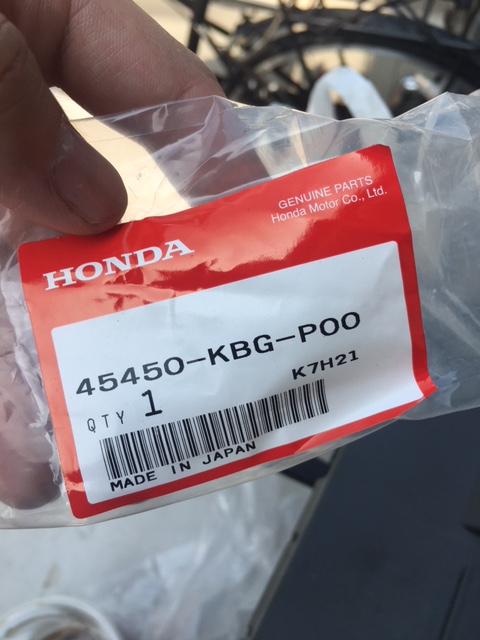 GENUINE PARTS
Honda Motor Co., Ltd.
HONDA
45450-KBG-P00
K7H21
QTY 1
MADE IN JAPAN